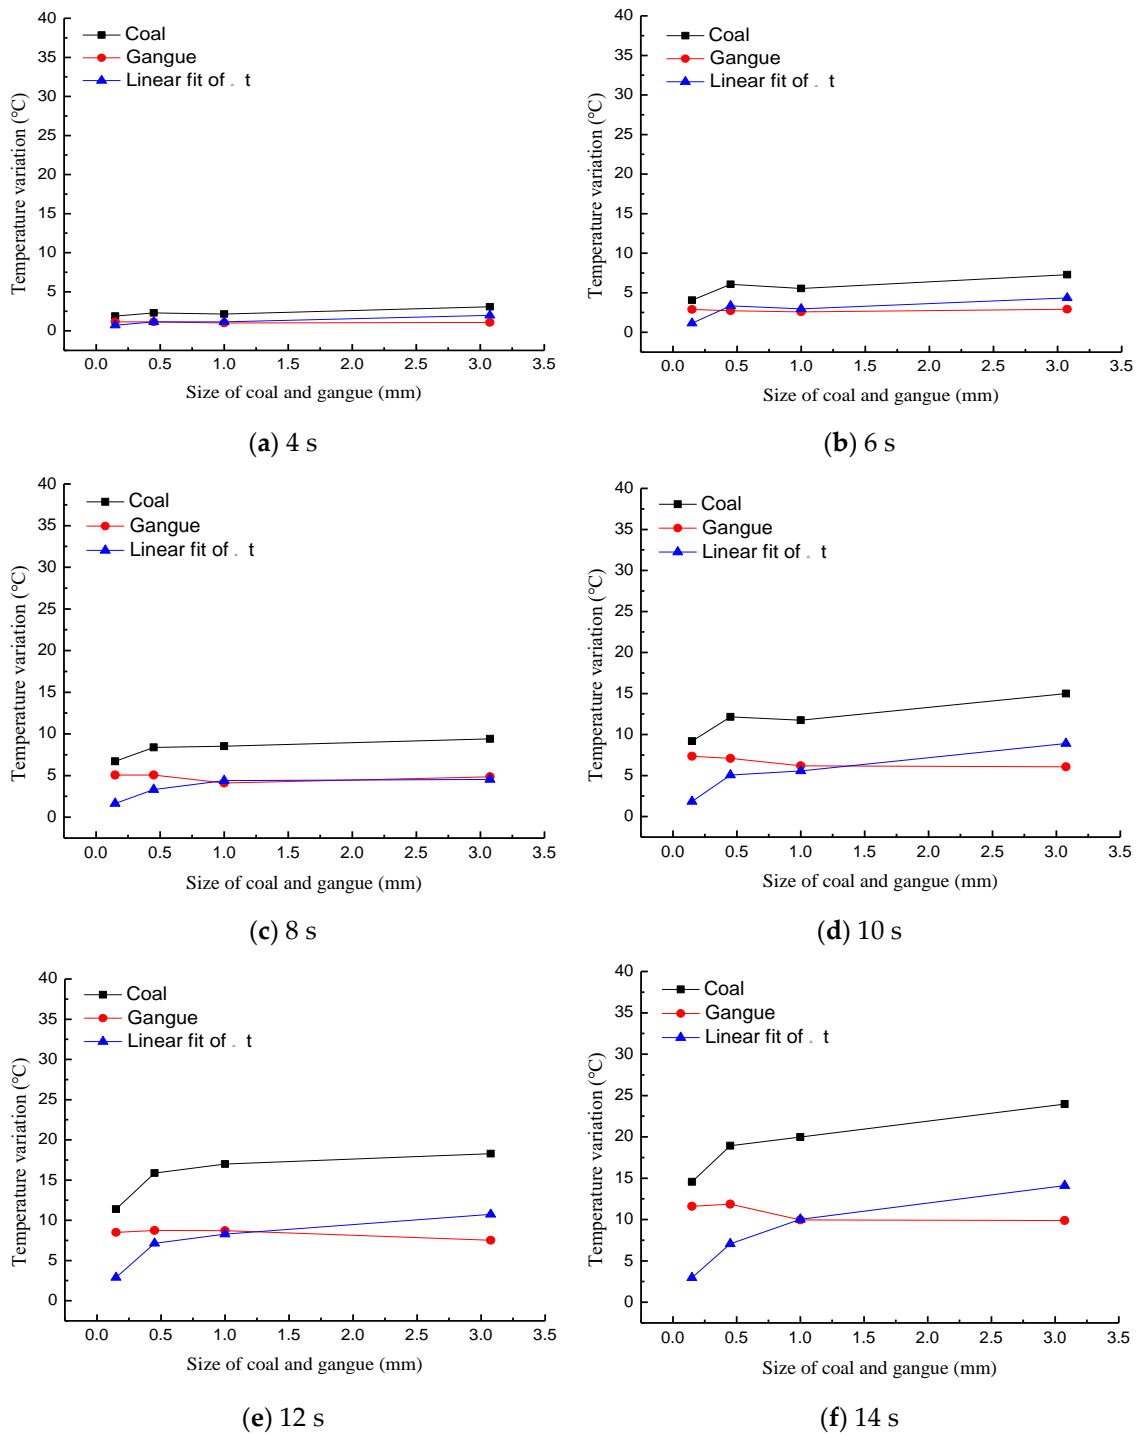 Coal
Gangue
Linear fit of △ t
Temperature variation (°C)
40
35
30
25
20
15
10
5
0
0.0 0.5 1.0 1.5 2.0 2.5 3.0 3.5
Size of coal and gangue (mm)
(a) 4 s
Coal
Gangue
Linear fit of △ t
Temperature variation (°C)
40
35
30
25
20
15
10
5
0
0.0 0.5 1.0 1.5 2.0 2.5 3.0 3.5
Size of coal and gangue (mm)
(b) 6 s
Coal
Gangue
Linear fit of △ t
Temperature variation (°C)
40
35
30
25
20
15
10
5
0
0.0 0.5 1.0 1.5 2.0 2.5 3.0 3.5
Size of coal and gangue (mm)
(c) 8 s
Coal
Gangue
Linear fit of △ t
Temperature variation (°C)
40
35
30
25
20
15
10
5
0
0.0 0.5 1.0 1.5 2.0 2.5 3.0 3.5
Size of coal and gangue (mm)
(d) 10 s
Coal
Gangue
Linear fit of △ t
Temperature variation (°C)
40
35
30
25
20
15
10
5
0
0.0 0.5 1.0 1.5 2.0 2.5 3.0 3.5
Size of coal and gangue (mm)
(e) 12 s
Coal
Gangue
Linear fit of △ t
Temperature variation (°C)
40
35
30
25
20
15
10
5
0
0.0 0.5 1.0 1.5 2.0 2.5 3.0 3.5
Size of coal and gangue (mm)
(f) 14 s